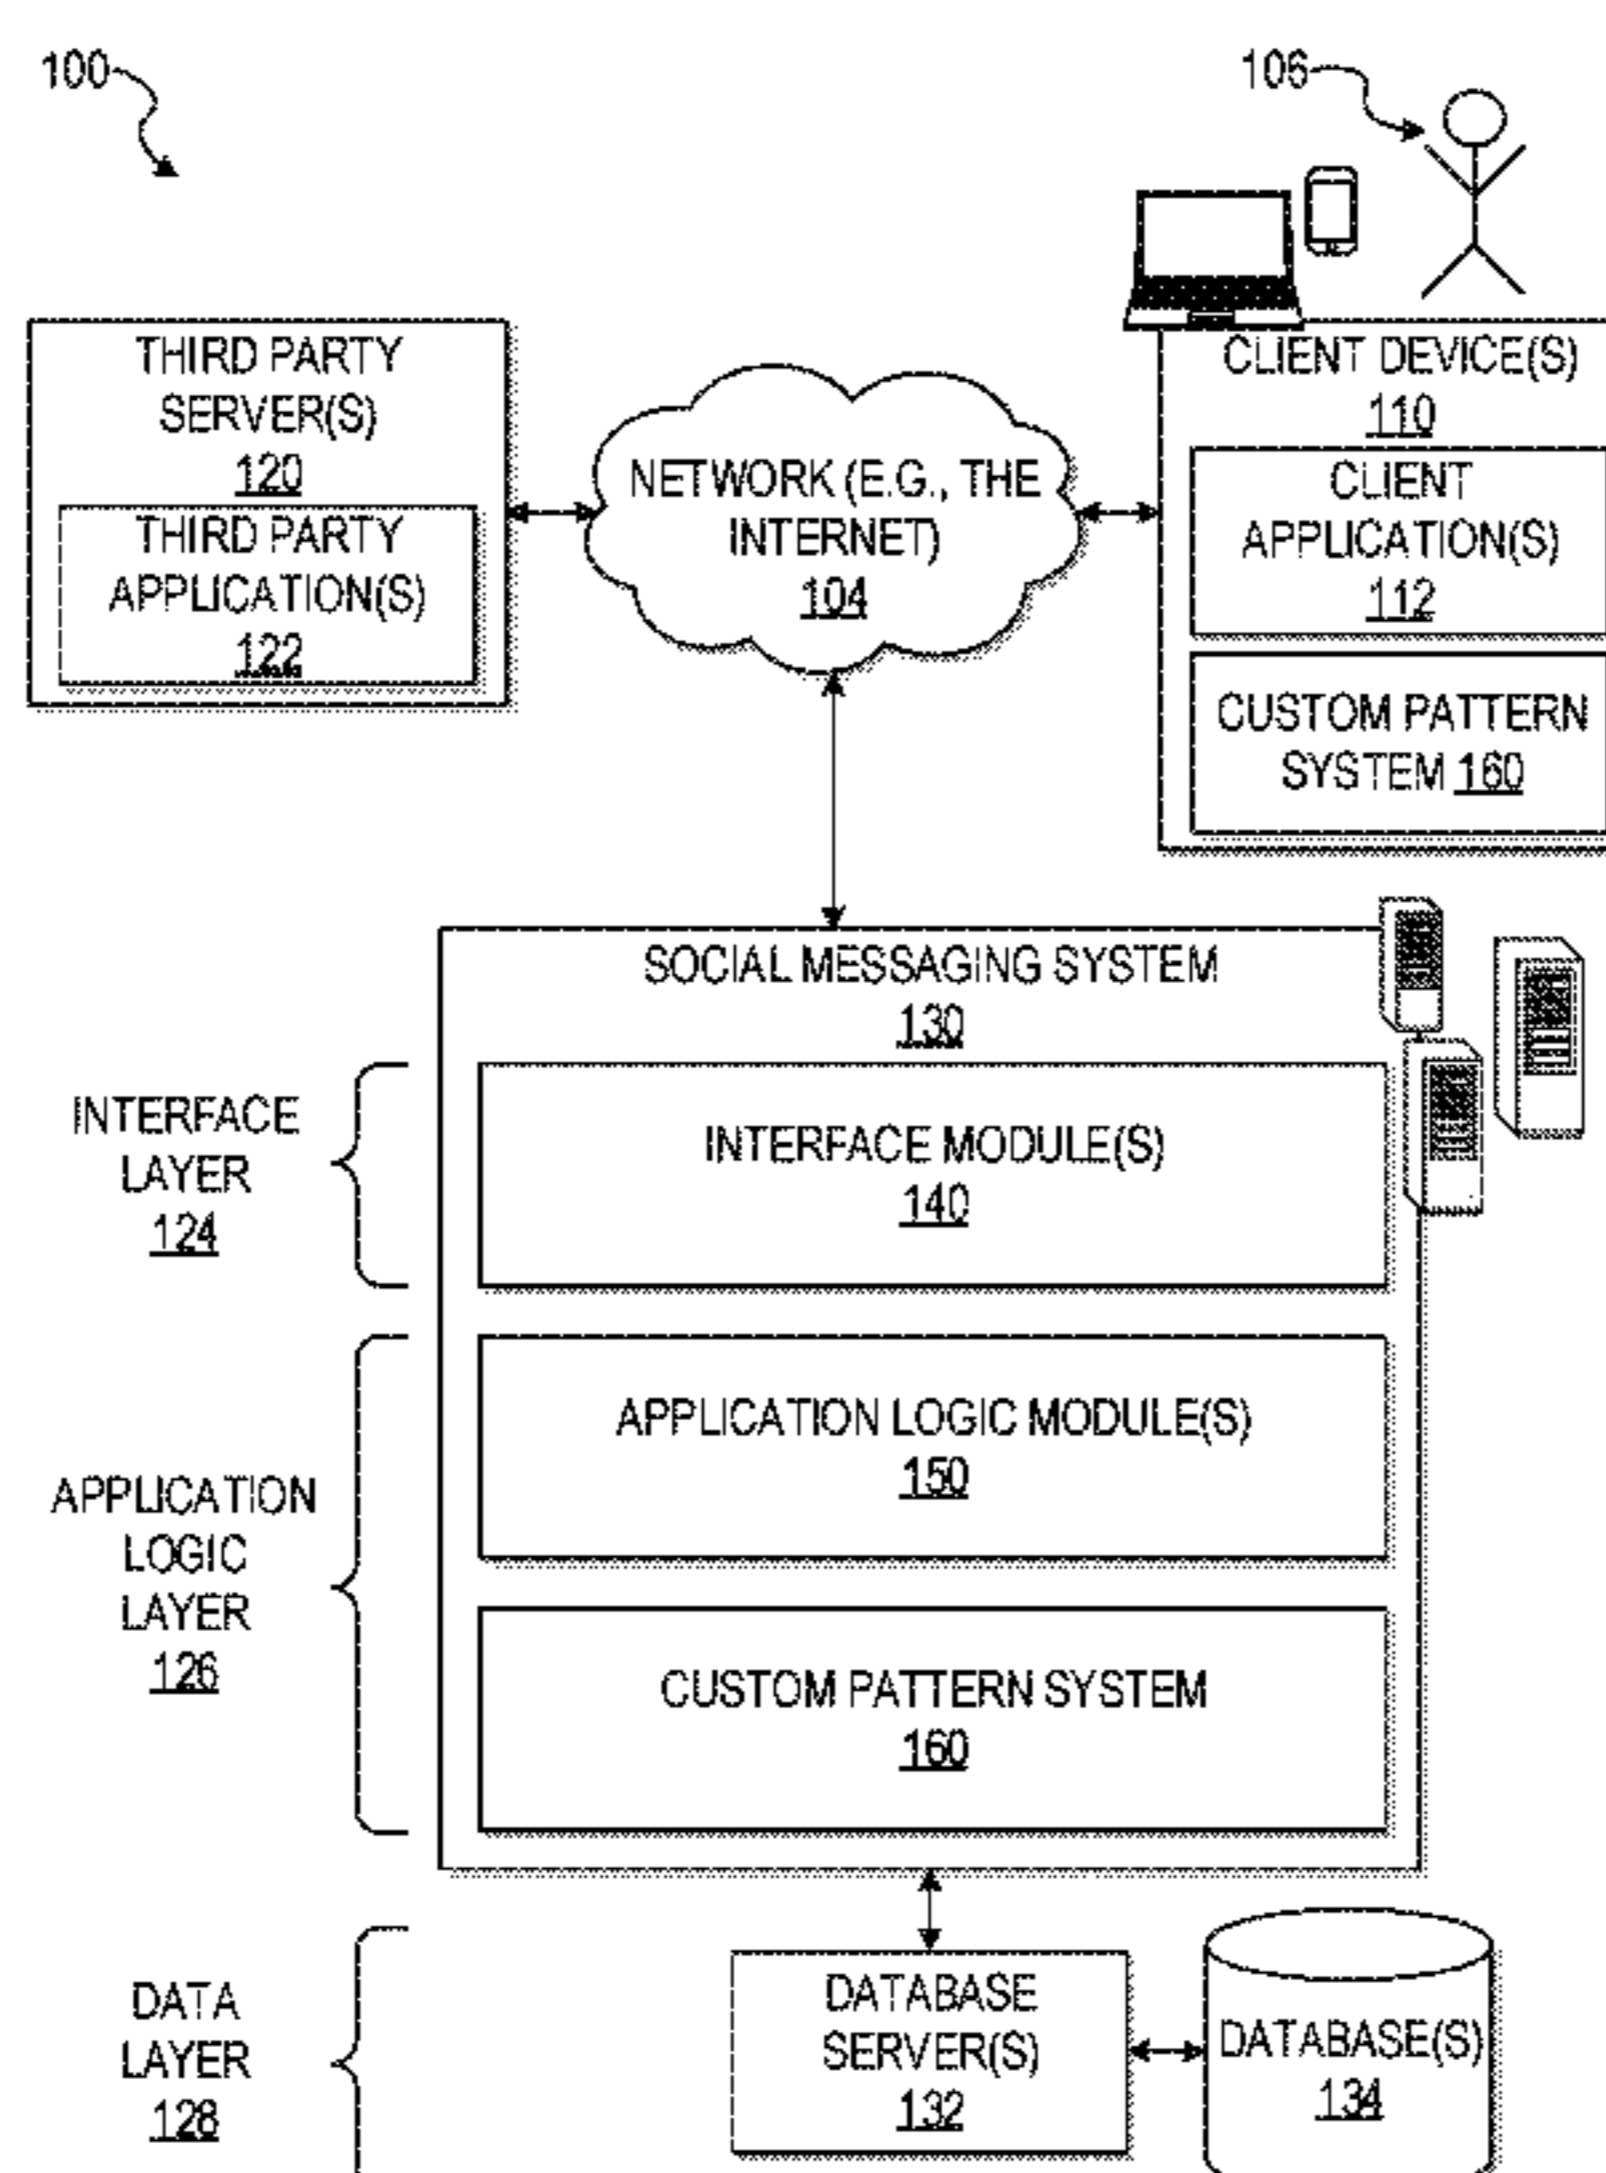 100
106
THIRD PARTY
SERVER(S)
120
THIRD PARTY
APPLICATION(S)
122
NETWORK (E.G., THE
INTERNET)
104
CLIENT DEVICE(S)
110
CLIENT
APPLICATION(S)
112
CUSTOM PATTERN
SYSTEM 160
SOCIAL MESSAGING SYSTEM
130
INTERFACE
LAYER
124
INTERFACE MODULE(S)
140
APPLICATION
LOGIC
LAYER
126
APPLICATION LOGIC MODULE(S)
150
CUSTOM PATTERN SYSTEM
160
DATA
LAYER
128
DATABASE
SERVER(S)
132
DATABASE(S)
134